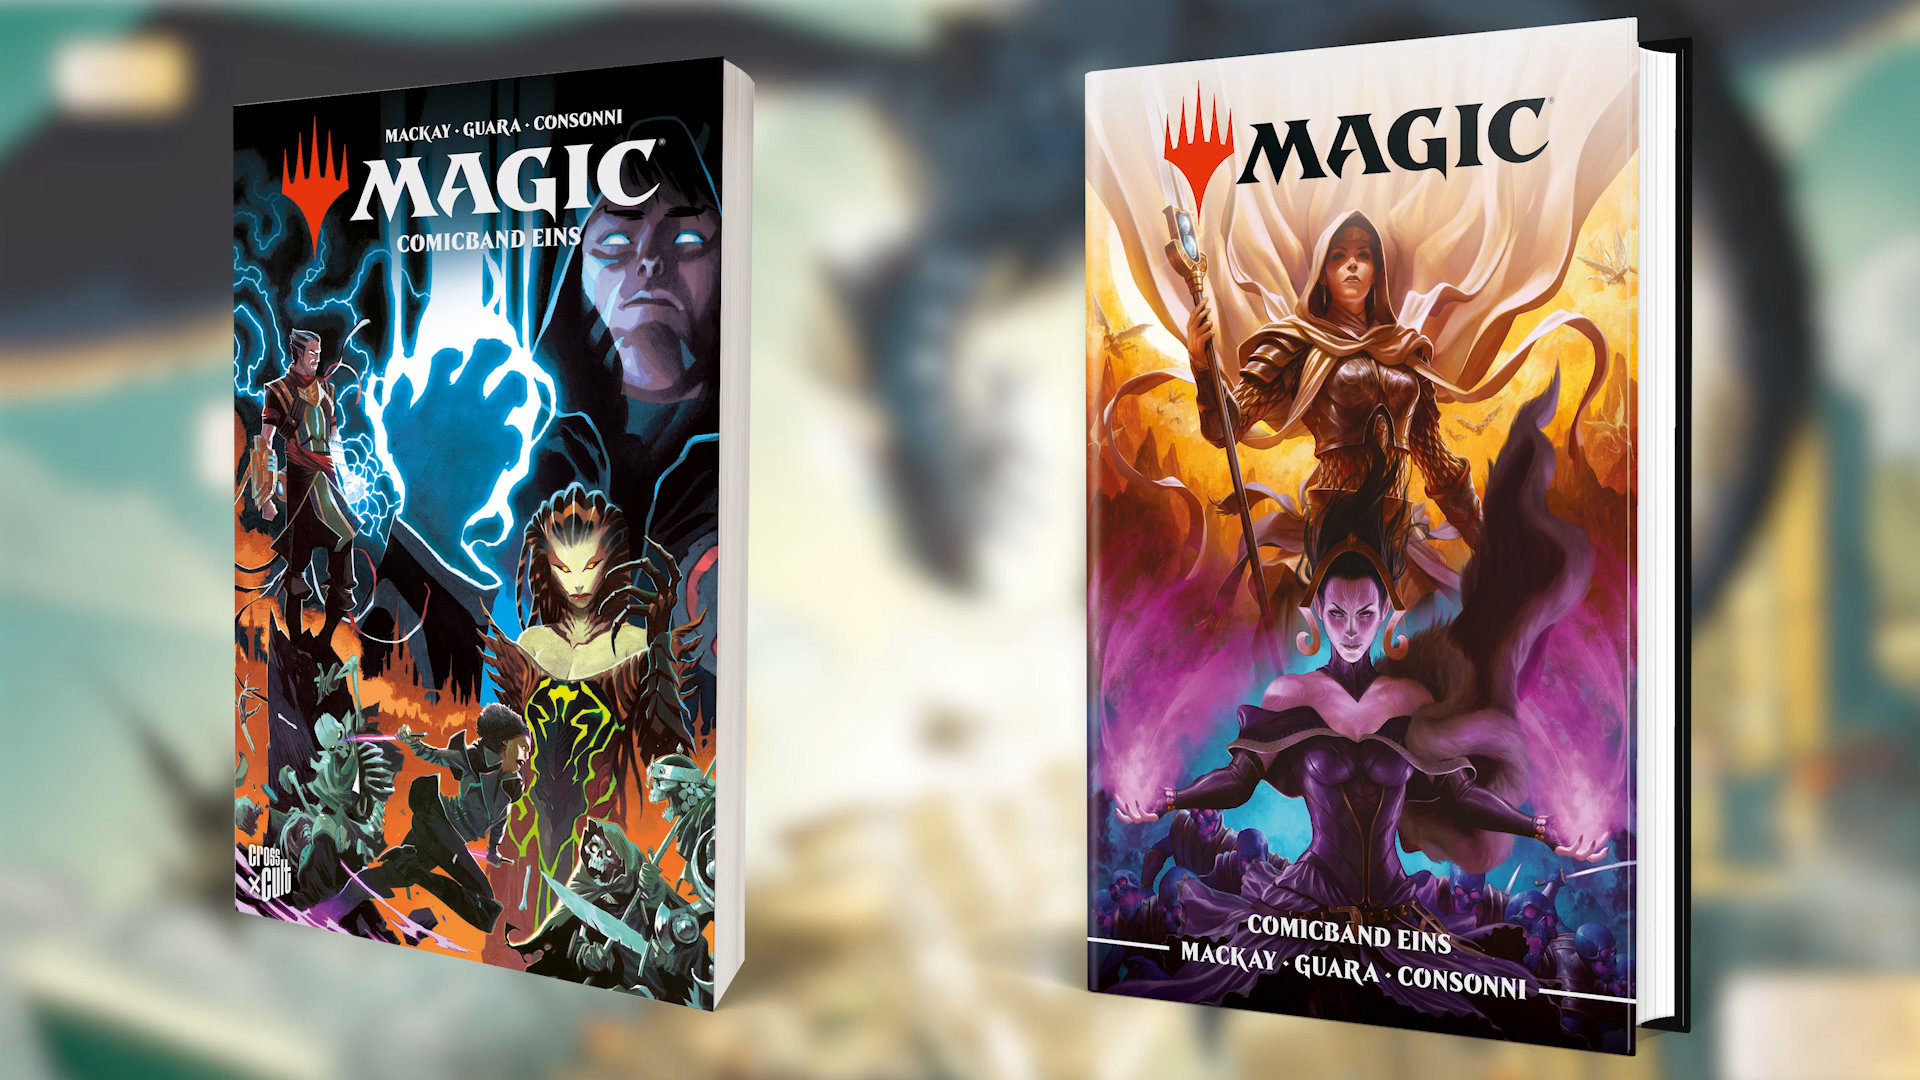 MACKAY · GUARA · CONSONNI
MAGIC®
COMICBAND EINS
cross
cult
MAGIC®
COMICBAND EINS
MACKAY · GUARA · CONSONNI